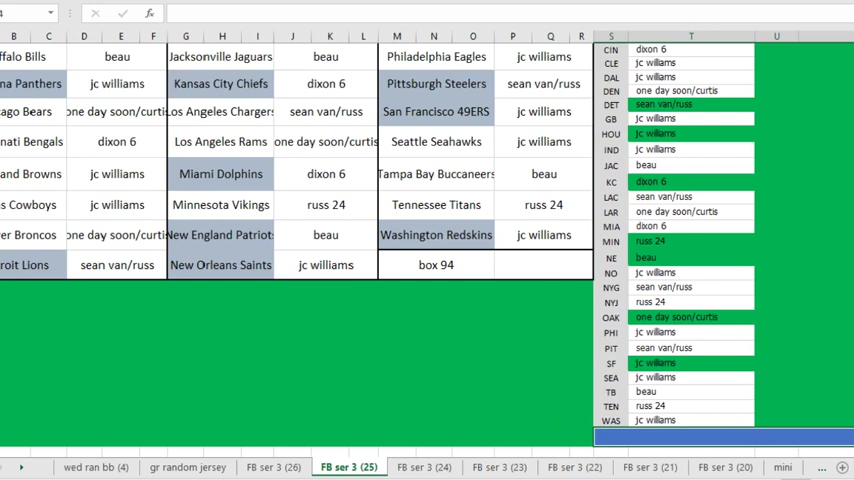 B C D E F G H I J K L M N O P Q R S T U
ffalo Bills beau Jacksonville Jaguars beau Philadelphia Eagles jc williams
na Panthers jc williams Kansas City Chiefs dixon 6 Pittsburgh Steelers sean van/russ
ago Bears one day soon/curtis Los Angeles Chargers sean van/russ San Francisco 49ERS jc williams
nnati Bengals dixon 6 Los Angeles Rams one day soon/curtis Seattle Seahawks jc williams
and Browns jc williams Miami Dolphins dixon 6 Tampa Bay Buccaneers beau
s Cowboys jc williams Minnesota Vikings russ 24 Tennessee Titans russ 24
er Broncos one day soon/curtis New England Patriots beau Washington Redskins jc williams
roit Lions sean van/russ New Orleans Saints jc williams box 94
CIN dixon 6
CLE jc williams
DAL jc williams
DEN one day soon/curtis
DET sean van/russ
GB jc williams
HOU jc williams
IND jc williams
JAC beau
KC dixon 6
LAC sean van/russ
LAR one day soon/curtis
MIA dixon 6
MIN russ 24
NE beau
NO jc williams
NYG sean van/russ
NYJ russ 24
OAK one day soon/curtis
PHI jc williams
PIT sean van/russ
SF jc williams
SEA jc williams
TB beau
TEN russ 24
WAS jc williams
wed ran bb (4) gr random jersey FB ser 3 (26) FB ser 3 (25) FB ser 3 (24) FB ser 3 (23) FB ser 3 (22) FB ser 3 (21) FB ser 3 (20) mini ...